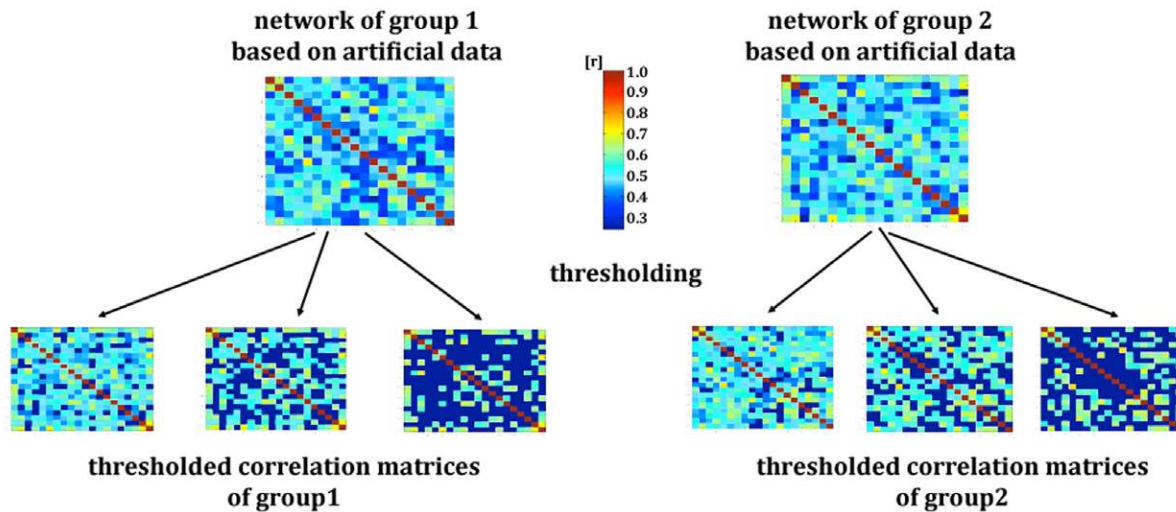 network of group 1
based on artificial data
network of group 2
based on artificial data
[r]
1.0
0.9
0.8
0.7
0.6
0.5
0.4
0.3
thresholding
thresholded correlation matrices
of group1
thresholded correlation matrices
of group2